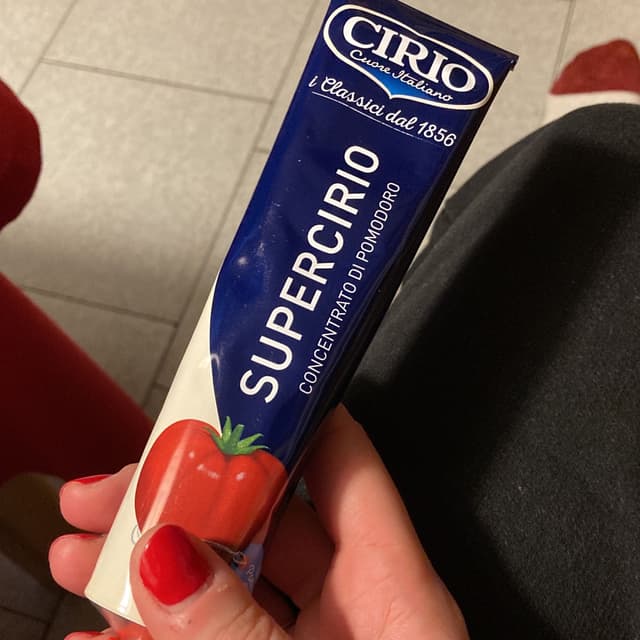 CIRIO
Cuore Italiano
i Classici dal 1856
SUPERCIRIO
CONCENTRATO DI POMODORO